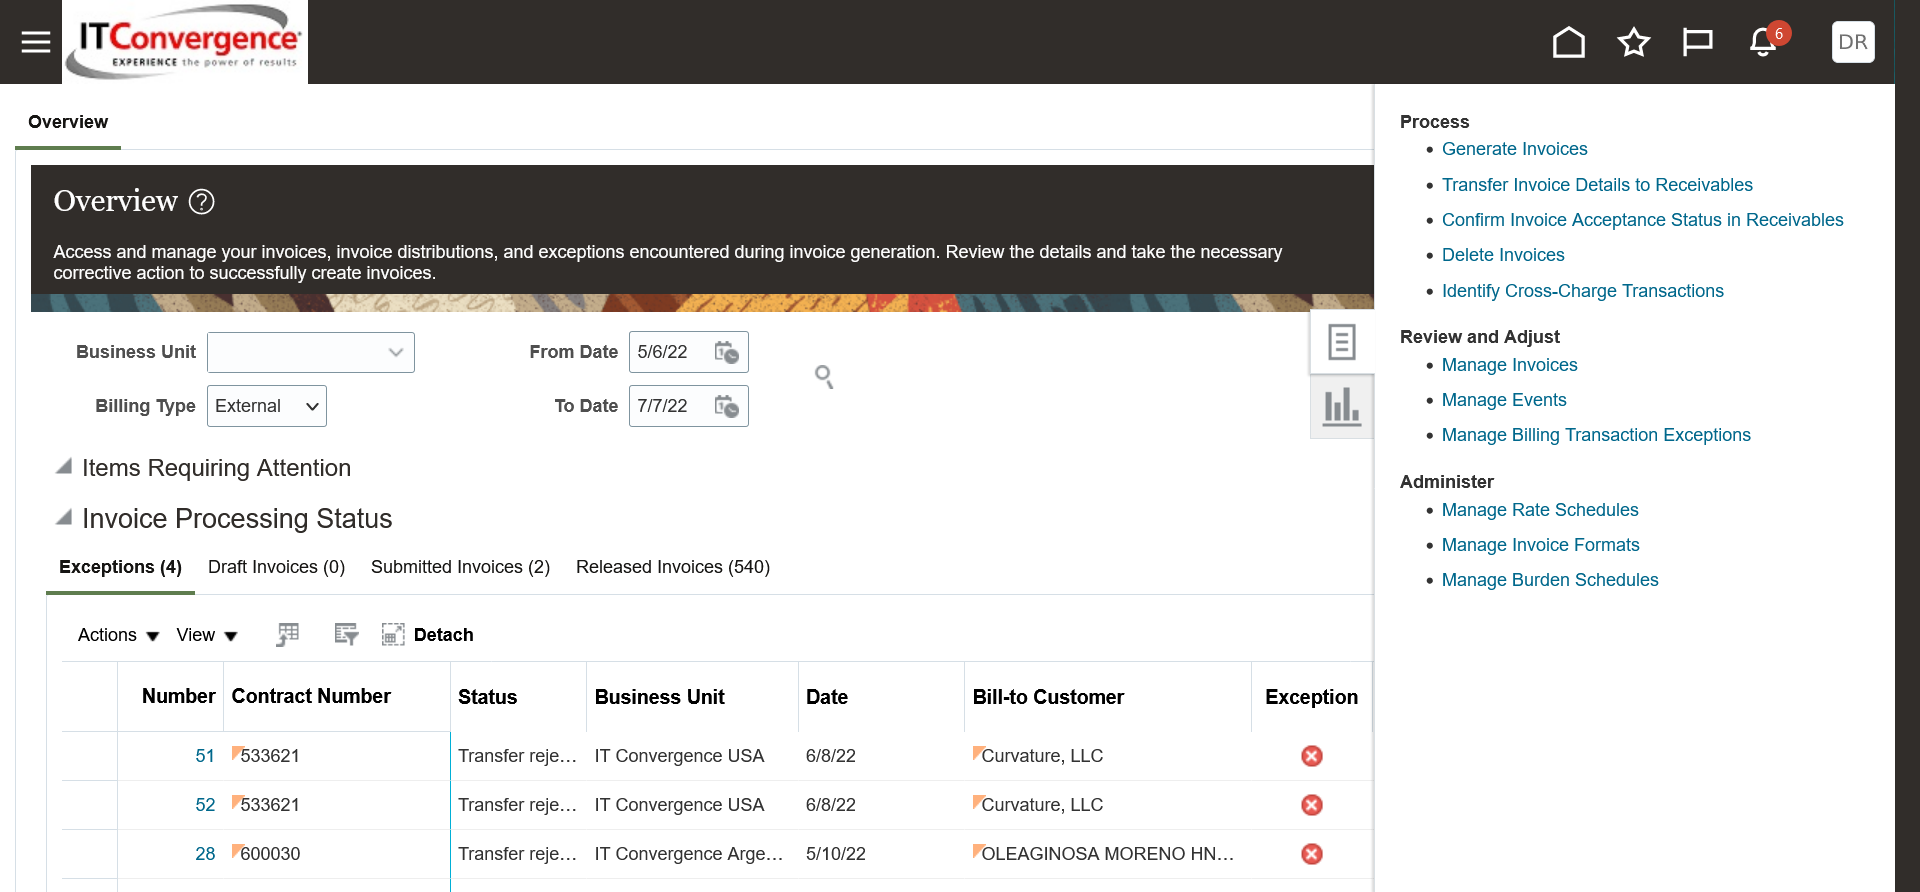 ITConvergence
EXPERIENCE the power of results
6
DR
Overview
Overview ?
Access and manage your invoices, invoice distributions, and exceptions encountered during invoice generation. Review the details and take the necessary
corrective action to successfully create invoices.
Business Unit
From Date 5/6/22
Billing Type External
To Date 7/7/22
Items Requiring Attention
Invoice Processing Status
Exceptions (4) Draft Invoices (0) Submitted Invoices (2) Released Invoices (540)
Actions View Detach
Number Contract Number Status Business Unit Date Bill-to Customer Exception
51 533621 Transfer reje… IT Convergence USA 6/8/22 Curvature, LLC
52 533621 Transfer reje… IT Convergence USA 6/8/22 Curvature, LLC
28 600030 Transfer reje… IT Convergence Arge… 5/10/22 OLEAGINOSA MORENO HN…
Process
Generate Invoices
Transfer Invoice Details to Receivables
Confirm Invoice Acceptance Status in Receivables
Delete Invoices
Identify Cross-Charge Transactions
Review and Adjust
Manage Invoices
Manage Events
Manage Billing Transaction Exceptions
Administer
Manage Rate Schedules
Manage Invoice Formats
Manage Burden Schedules